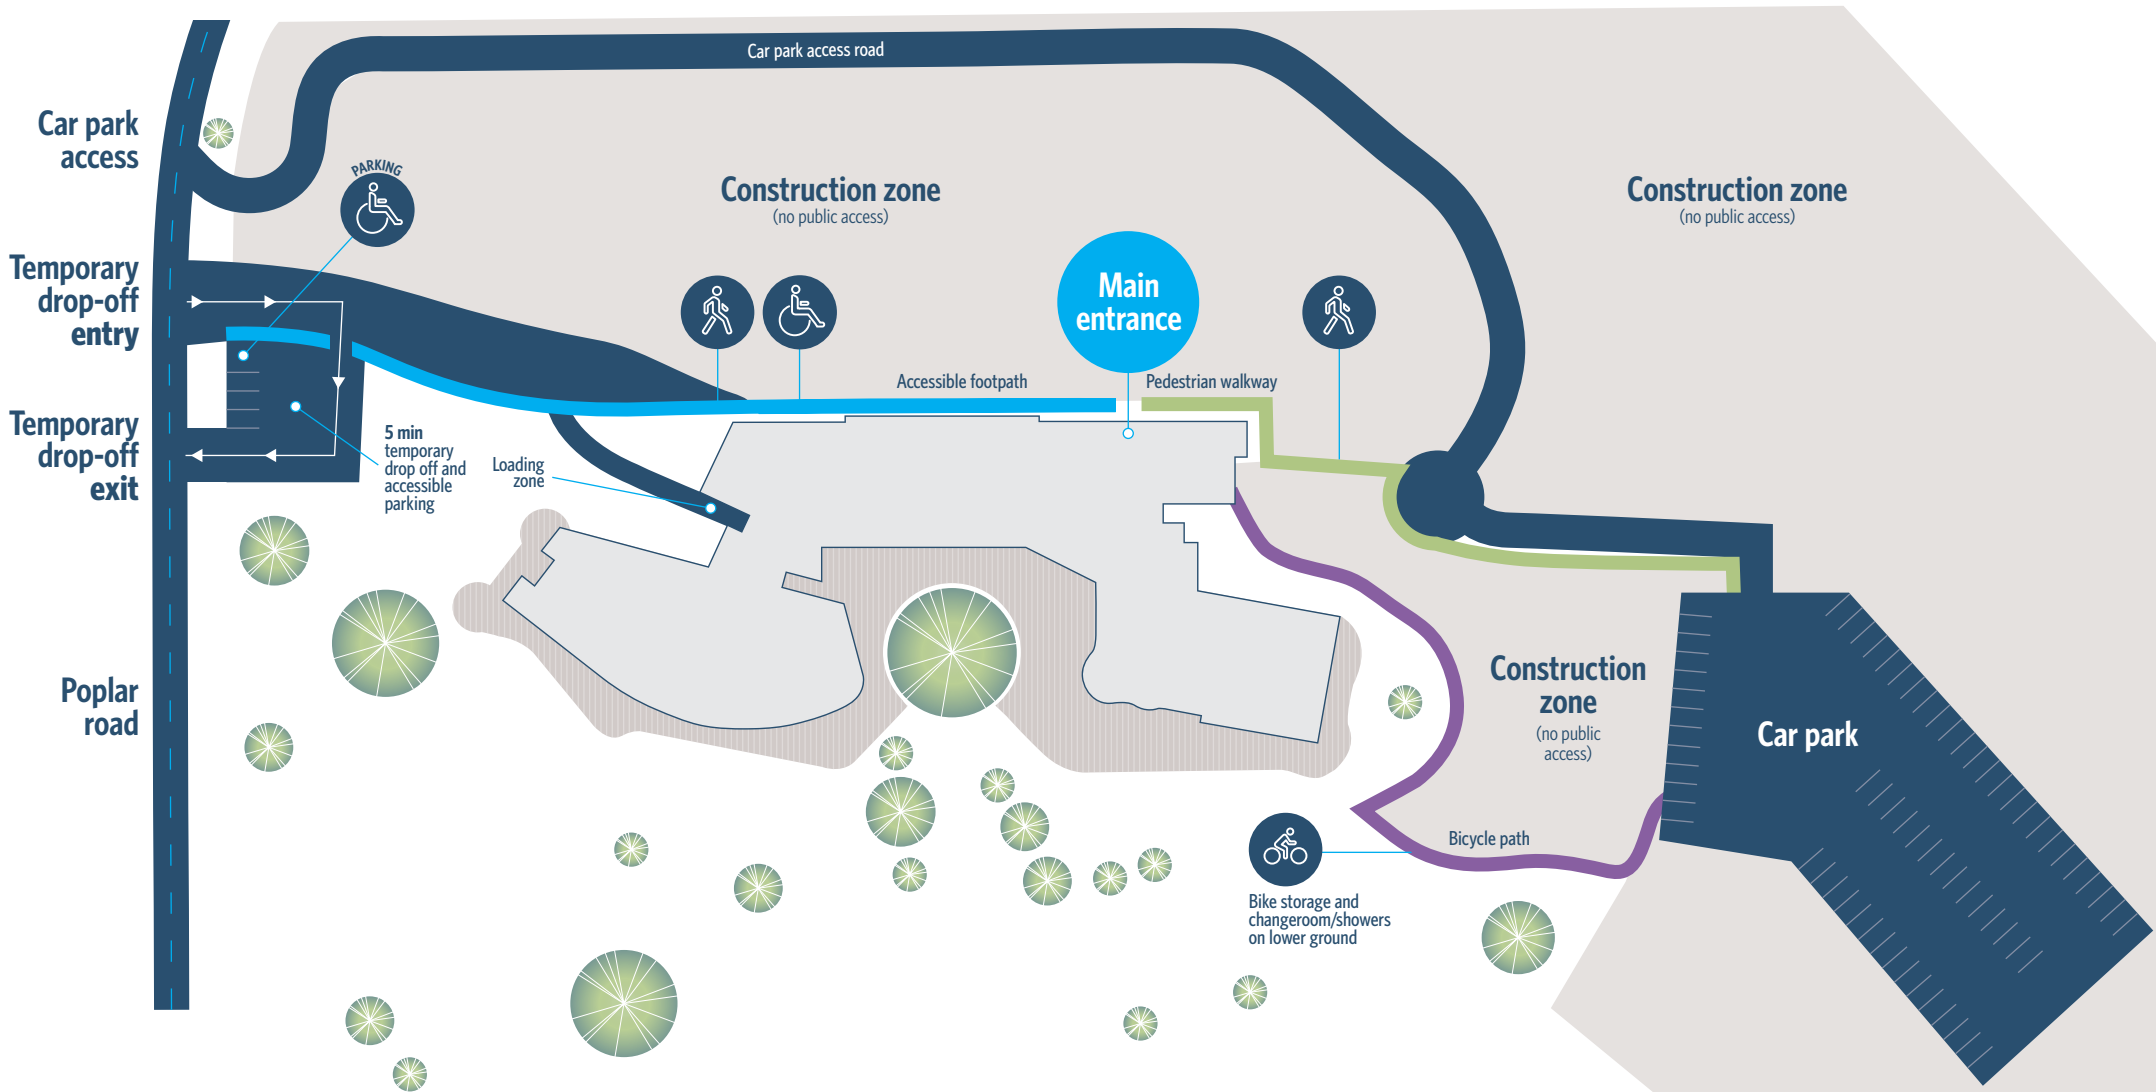 Car park access road
Car park
access
PARKING
Construction zone
(no public access)
Construction zone
(no public access)
Temporary
drop-off
entry
Main
entrance
Accessible footpath
Pedestrian walkway
Temporary
drop-off
exit
5 min
temporary
drop off and
accessible
parking
Loading
zone
Poplar
road
Construction
zone
(no public
access)
Car park
Bicycle path
Bike storage and
changeroom/showers
on lower ground